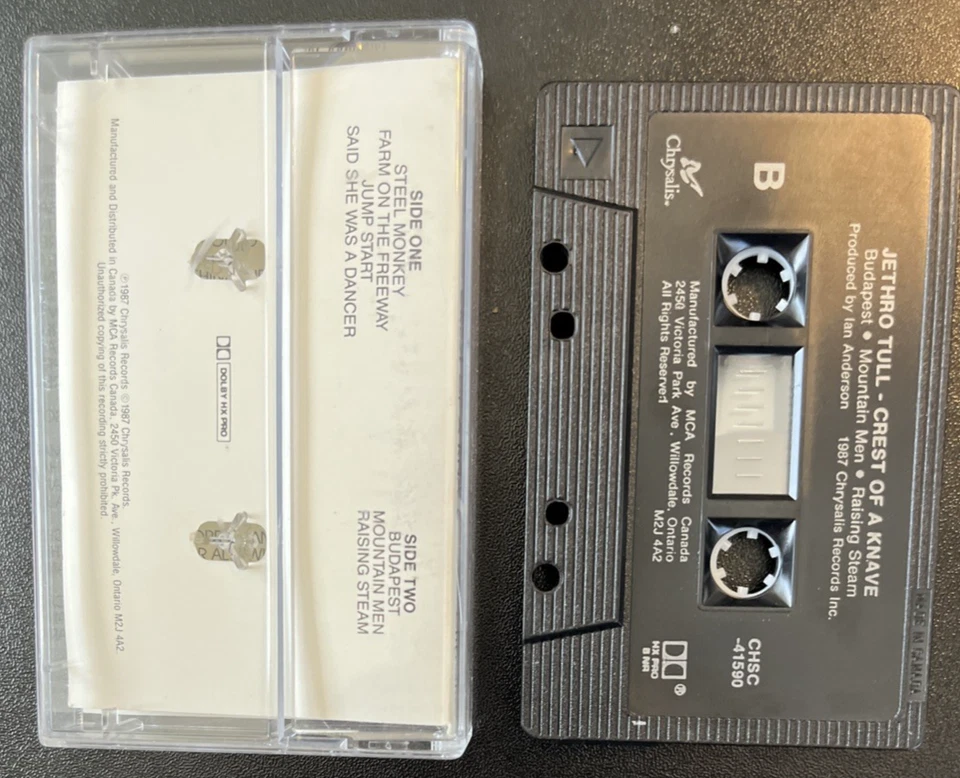 SIDE ONE
STEEL MONKEY
FARM ON THE FREEWAY
JUMP START
SAID SHE WAS A DANCER
SIDE TWO
BUDAPEST
MOUNTAIN MEN
RAISING STEAM
DOLBY HX PRO
℗1987 Chrysalis Records ©1987 Chrysalis Records.
Manufactured and Distributed in Canada by MCA Records Canada, 2450 Victoria Pk. Ave., Willowdale, Ontario M2J 4A2
Unauthorized copying of this recording strictly prohibited.
B
JETHRO TULL - CREST OF A KNAVE
Budapest • Mountain Men • Raising Steam
Produced by Ian Anderson 1987 Chrysalis Records Inc.
Chrysalis®
Manufactured by MCA Records Canada
2450 Victoria Park Ave., Willowdale, Ontario
All Rights Reserved M2J 4A2
CHSC
-41590
HX PRO
B NR
MADE IN CANADA